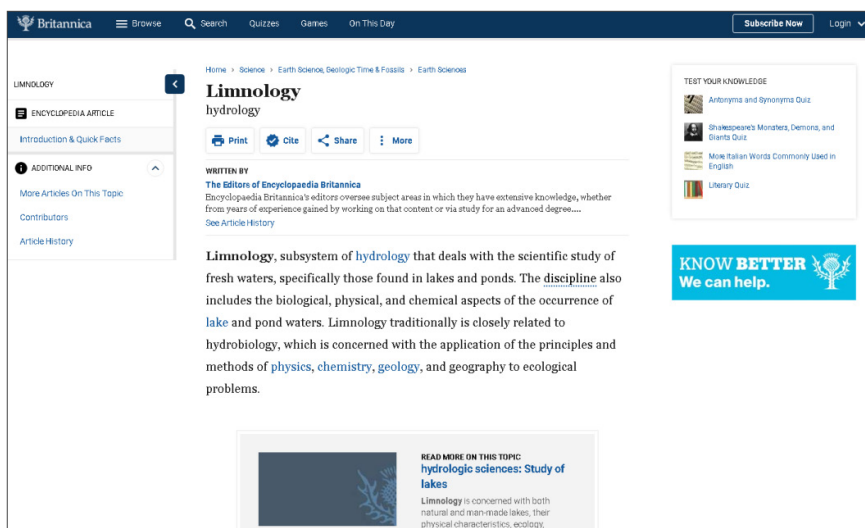 Britannica Browse Search Quizzes Games On This Day Subscribe Now Login
LIMNOLOGY
ENCYCLOPEDIA ARTICLE
Introduction & Quick Facts
ADDITIONAL INFO
More Articles On This Topic
Contributors
Article History
Home > Science > Earth Science, Geologic Time & Fossils > Earth Sciences
Limnology
hydrology
Print Cite Share More
WRITTEN BY
The Editors of Encyclopaedia Britannica
Encyclopaedia Britannica's editors oversee subject areas in which they have extensive knowledge, whether
from years of experience gained by working on that content or via study for an advanced degree....
See Article History
Limnology, subsystem of hydrology that deals with the scientific study of
fresh waters, specifically those found in lakes and ponds. The discipline also
includes the biological, physical, and chemical aspects of the occurrence of
lake and pond waters. Limnology traditionally is closely related to
hydrobiology, which is concerned with the application of the principles and
methods of physics, chemistry, geology, and geography to ecological
problems.
READ MORE ON THIS TOPIC
hydrologic sciences: Study of
lakes
Limnology is concerned with both
natural and man-made lakes, their
physical characteristics, ecology,
TEST YOUR KNOWLEDGE
Antonyms and Synonyms Quiz
Shakespeare's Monsters, Demons, and
Giants Quiz
More Italian Words Commonly Used in
English
Literary Quiz
KNOW BETTER
We can help.